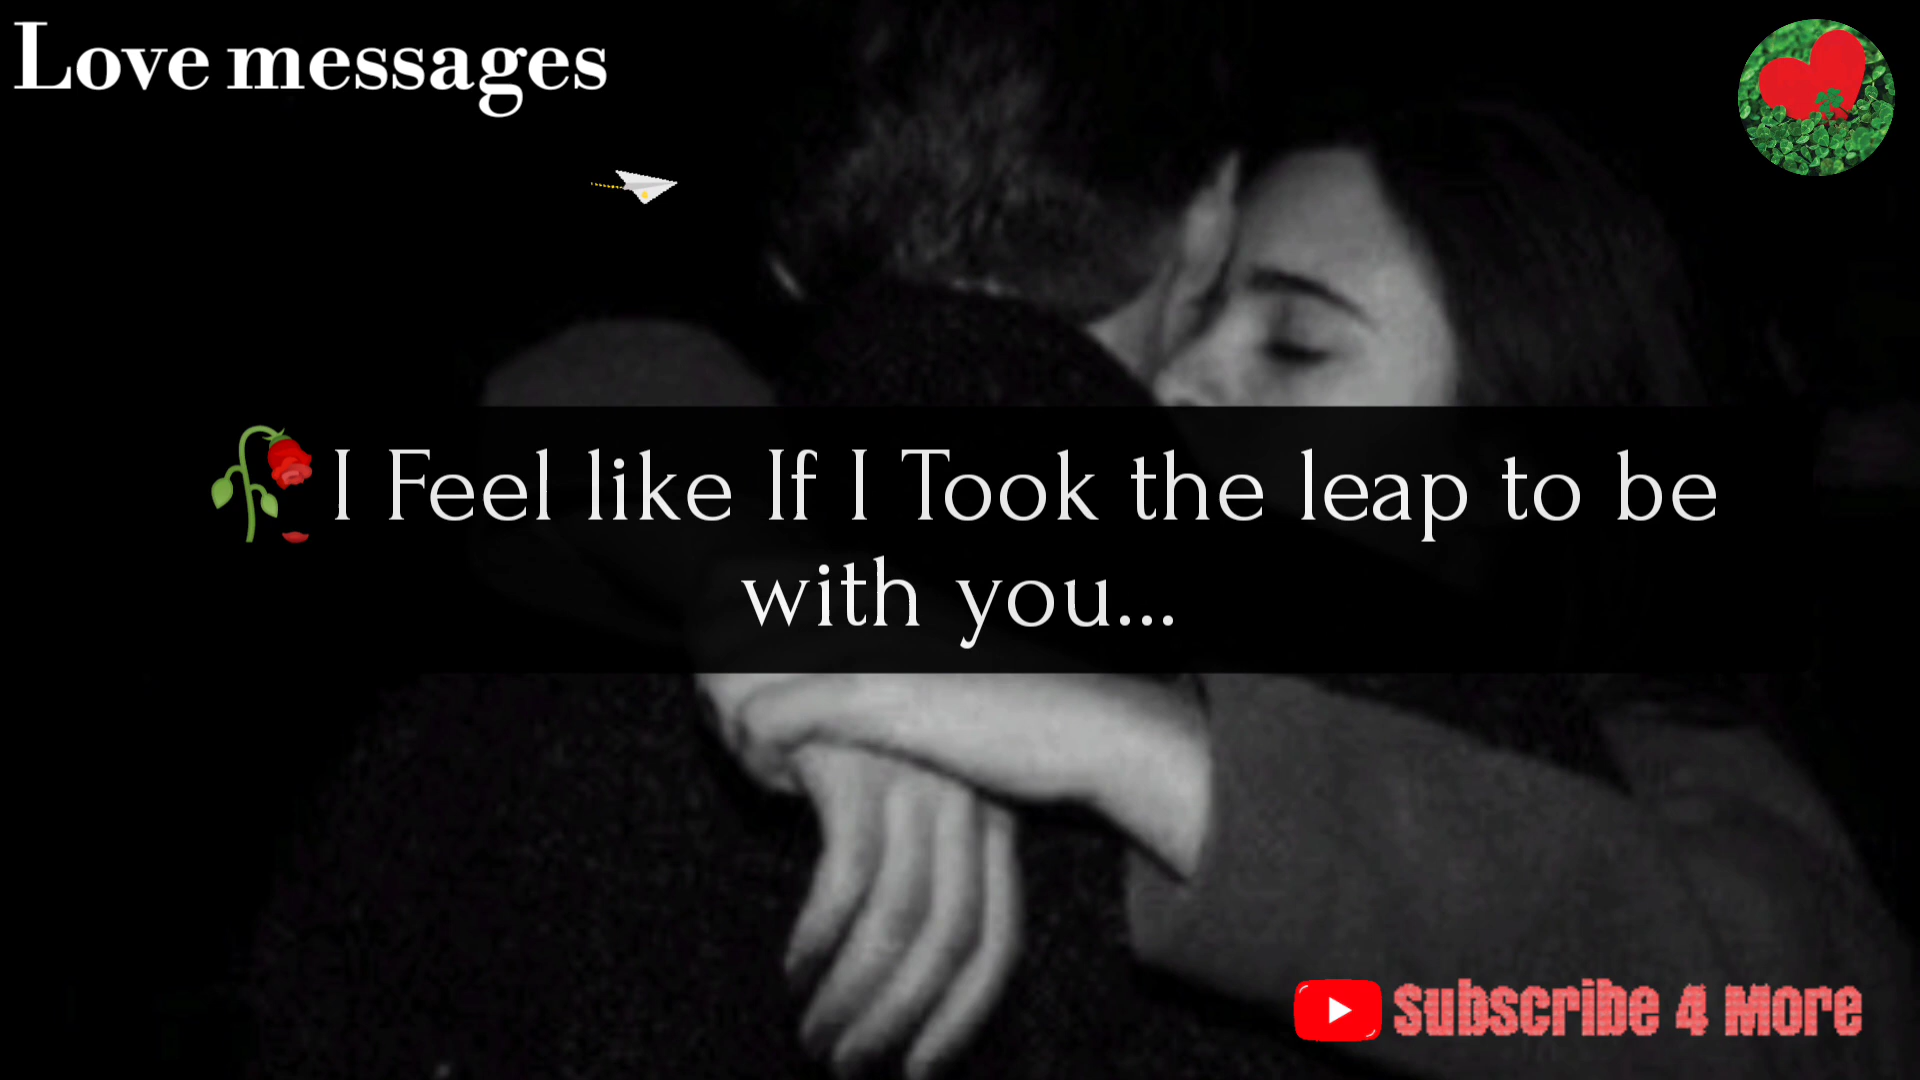 Love messages
🥀I Feel like If I Took the leap to be
with you...
Subscribe 4 More